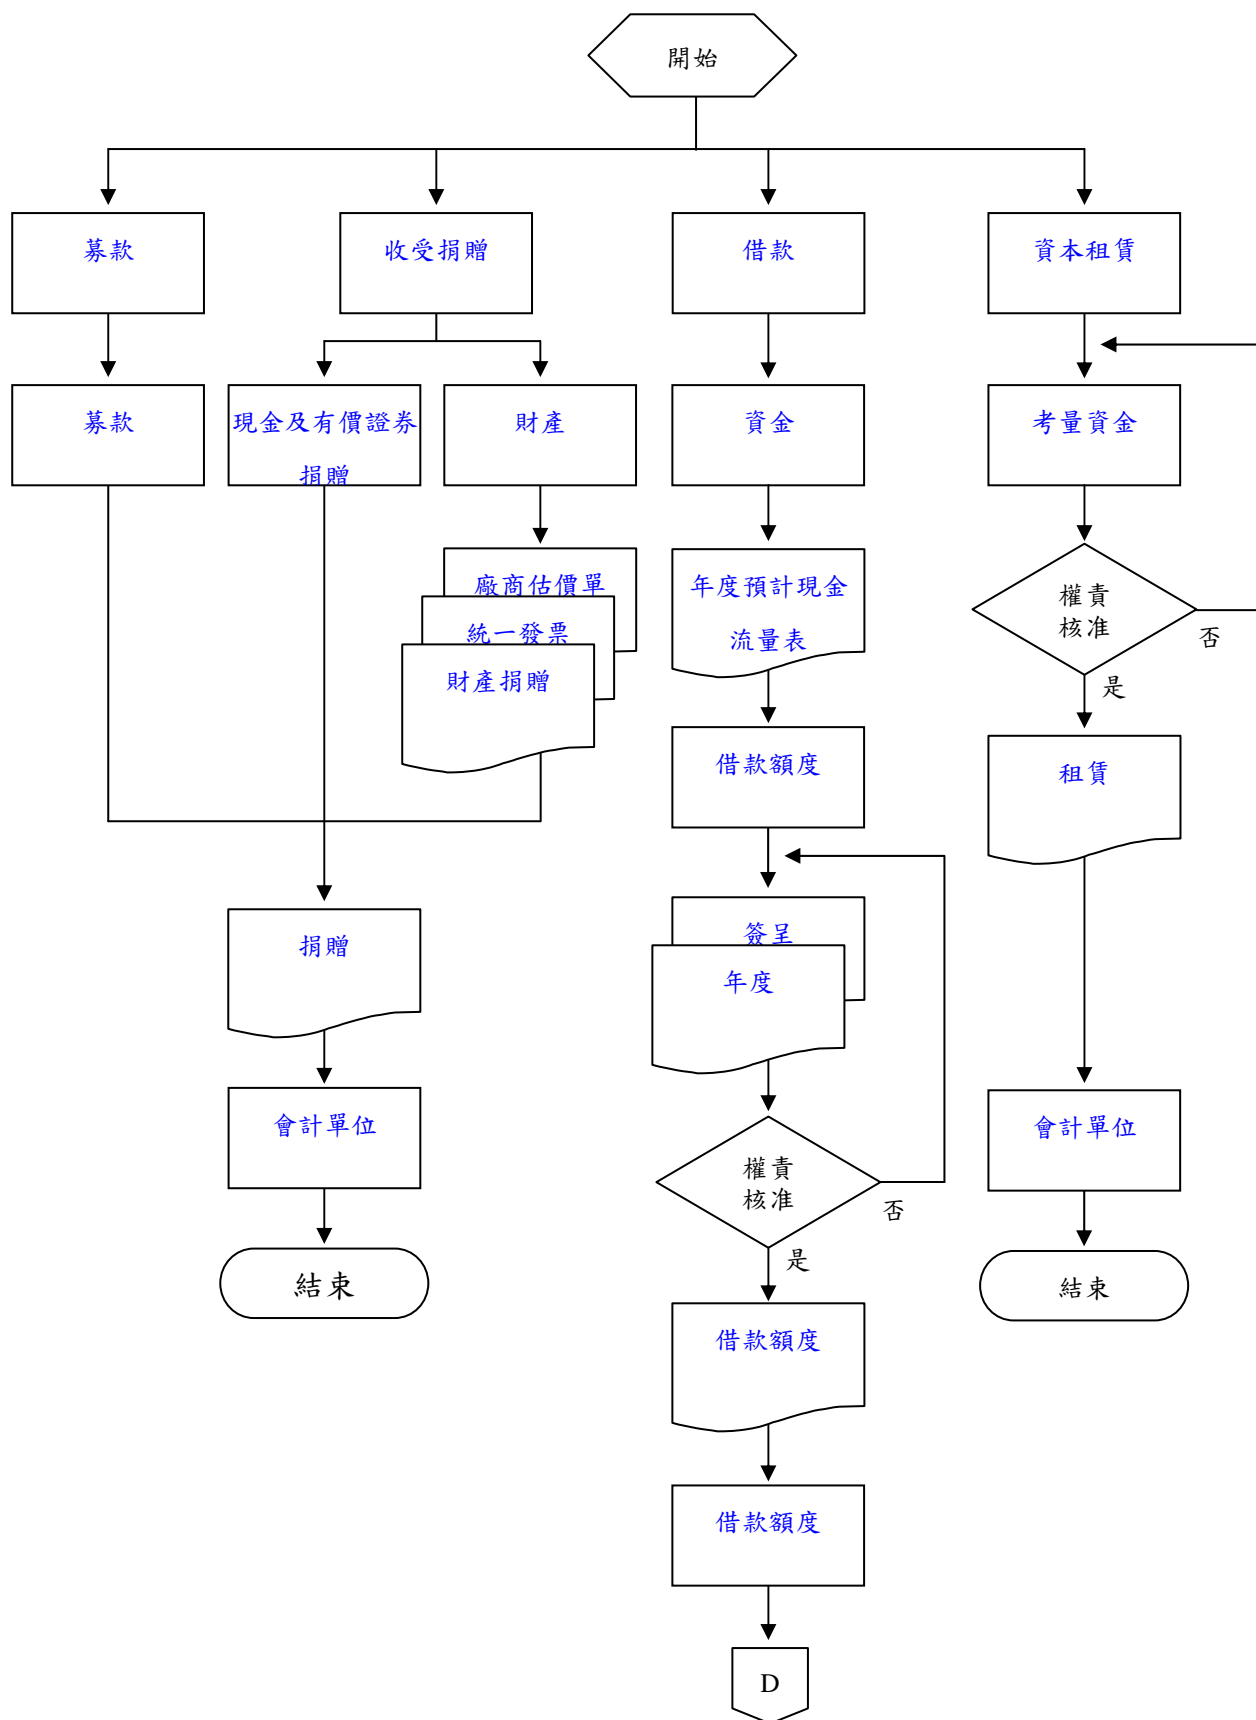 開始
募款
收受捐贈
借款
資本租賃
募款
現金及有價證券
捐贈
財產
資金
考量資金
廠商估價單
統一發票
財產捐贈
年度預計現金
流量表
權責
核准
否
是
借款額度
租賃
捐贈
簽呈
年度
會計單位
會計單位
權責
核准
否
是
結束
結束
借款額度
借款額度
D